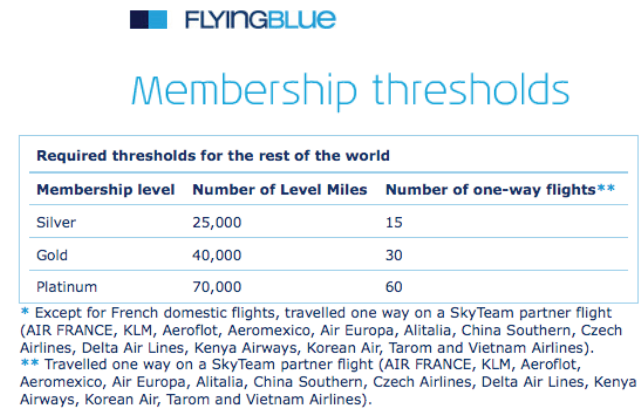 FLYINGBLUE
Membership thresholds
Required thresholds for the rest of the world
Membership level Number of Level Miles Number of one-way flights**
Silver 25,000 15
Gold 40,000 30
Platinum 70,000 60
* Except for French domestic flights, travelled one way on a SkyTeam partner flight
(AIR FRANCE, KLM, Aeroflot, Aeromexico, Air Europa, Alitalia, China Southern, Czech
Airlines, Delta Air Lines, Kenya Airways, Korean Air, Tarom and Vietnam Airlines).
** Travelled one way on a SkyTeam partner flight (AIR FRANCE, KLM, Aeroflot,
Aeromexico, Air Europa, Alitalia, China Southern, Czech Airlines, Delta Air Lines, Kenya
Airways, Korean Air, Tarom and Vietnam Airlines).